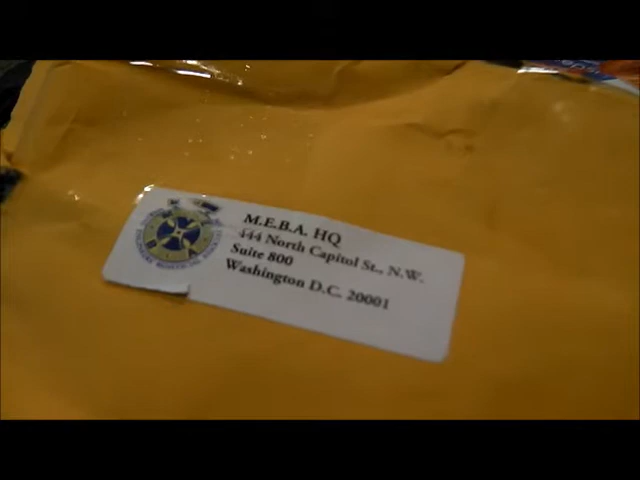 M.E.B.A. HQ
444 North Capitol St., N.W.
Suite 800
Washington D.C. 20001